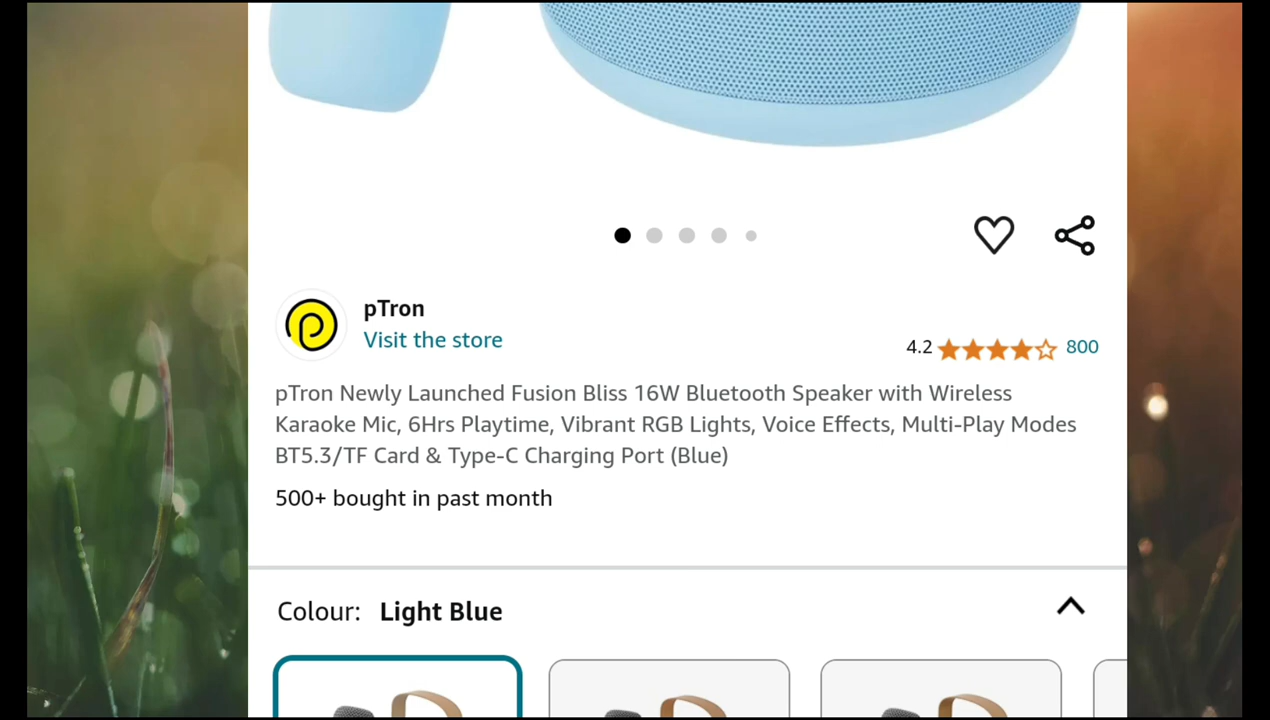 pTron
Visit the store
4.2 800
pTron Newly Launched Fusion Bliss 16W Bluetooth Speaker with Wireless
Karaoke Mic, 6Hrs Playtime, Vibrant RGB Lights, Voice Effects, Multi-Play Modes
BT5.3/TF Card & Type-C Charging Port (Blue)
500+ bought in past month
Colour: Light Blue